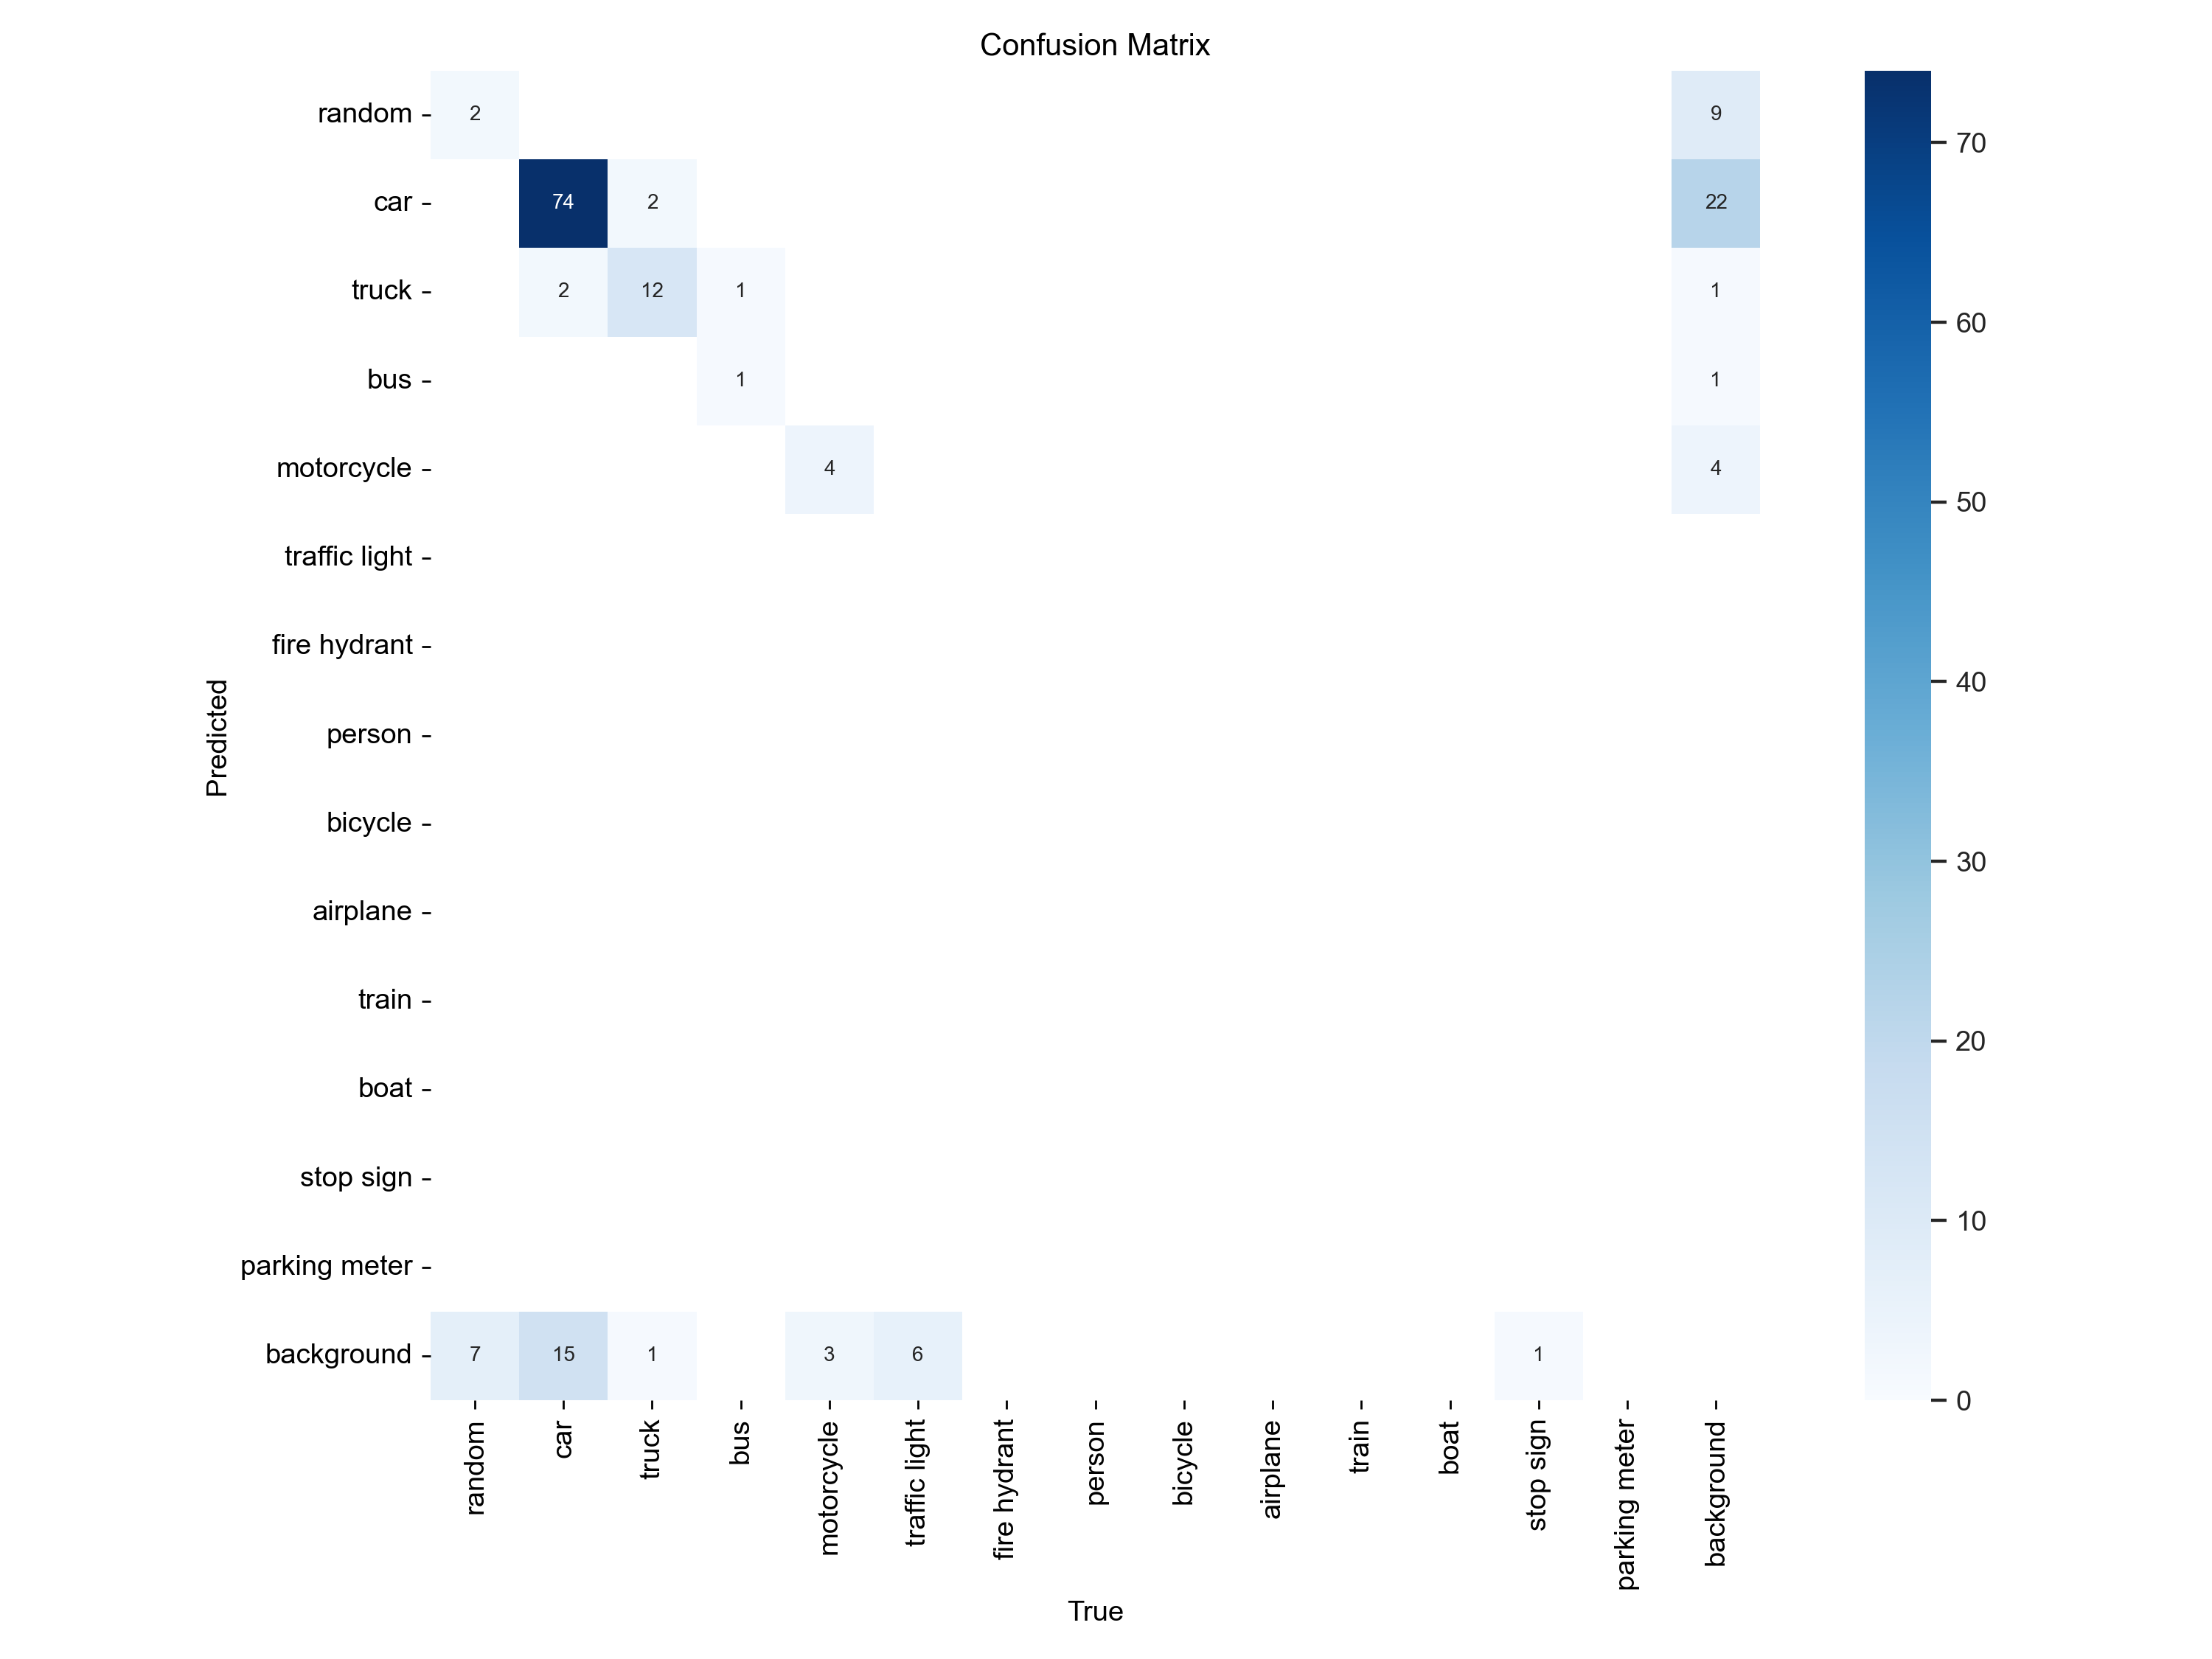 Confusion Matrix
random 2 9
car 74 2 22
truck 2 12 1 1
bus 1 1
motorcycle 4 4
traffic light
fire hydrant
person
bicycle
airplane
train
boat
stop sign
parking meter
background 7 15 1 3 6 1
Predicted
random
car
truck
bus
motorcycle
traffic light
fire hydrant
person
bicycle
airplane
train
boat
stop sign
parking meter
background
True
70
60
50
40
30
20
10
0